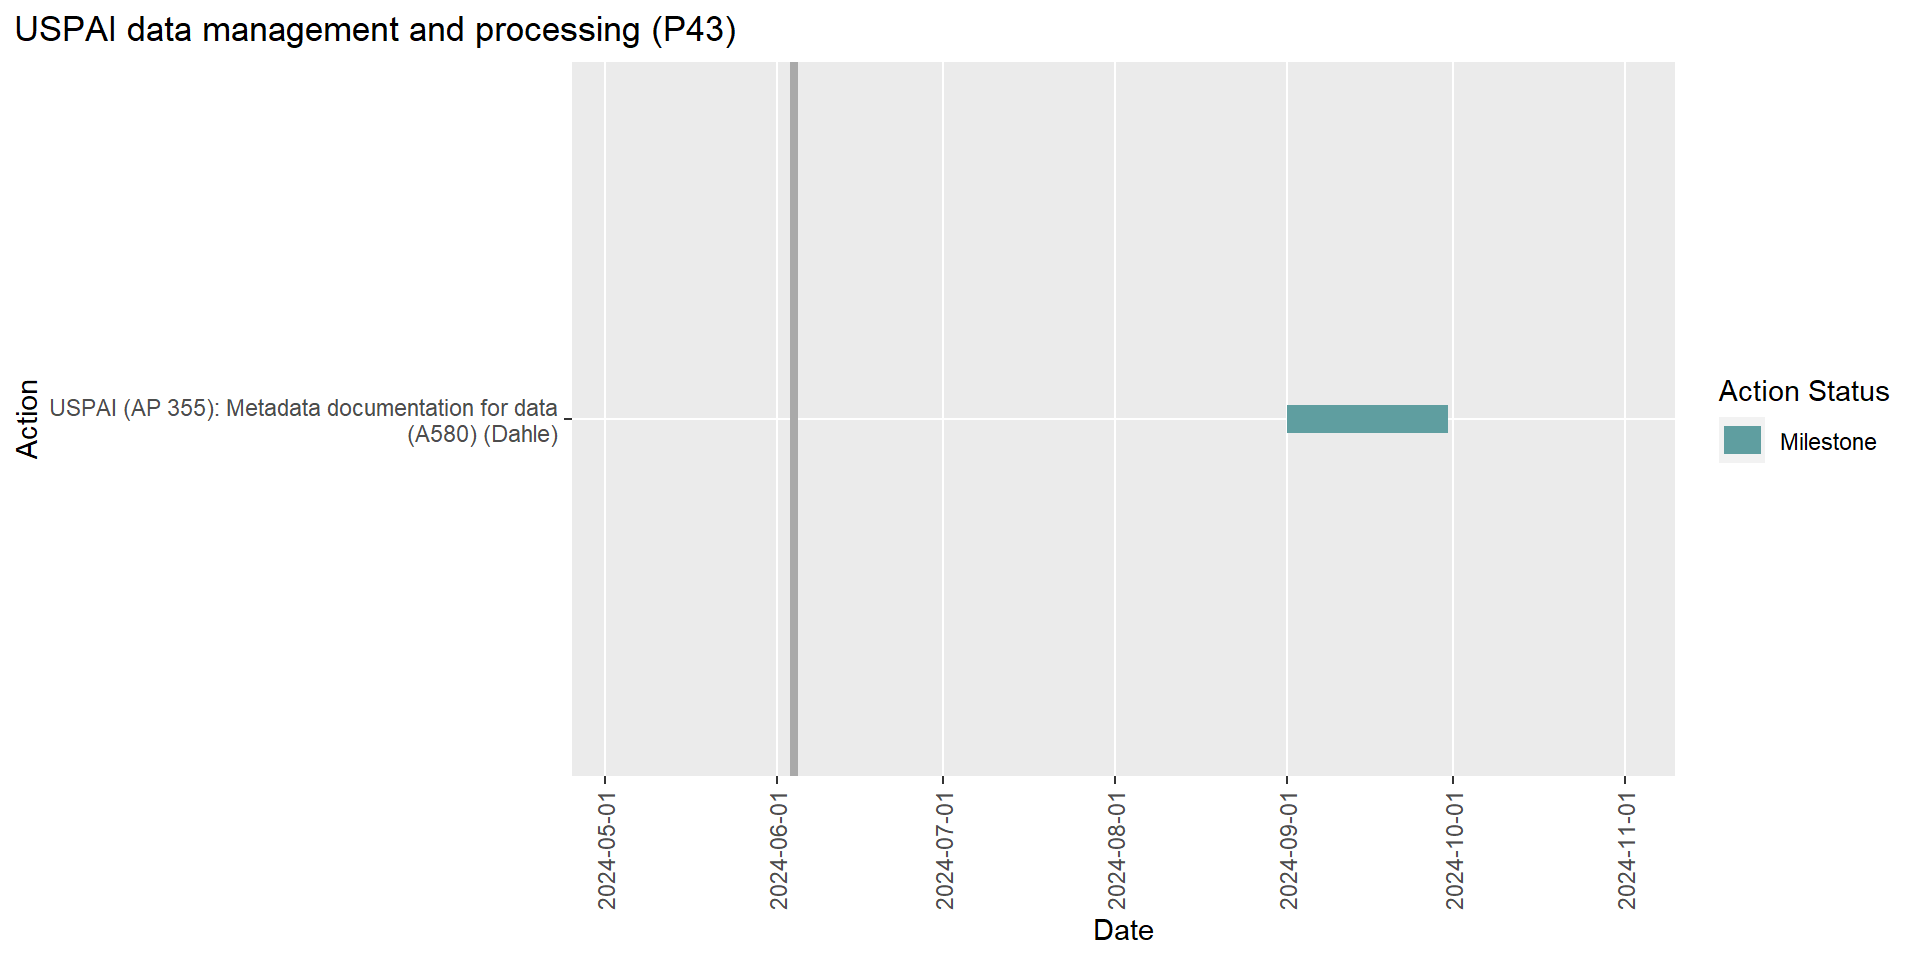 USPAI data management and processing (P43)
Action
USPAI (AP 355): Metadata documentation for data
(A580) (Dahle)
2024-05-01
2024-06-01
2024-07-01
2024-08-01
2024-09-01
2024-10-01
2024-11-01
Date
Action Status
Milestone